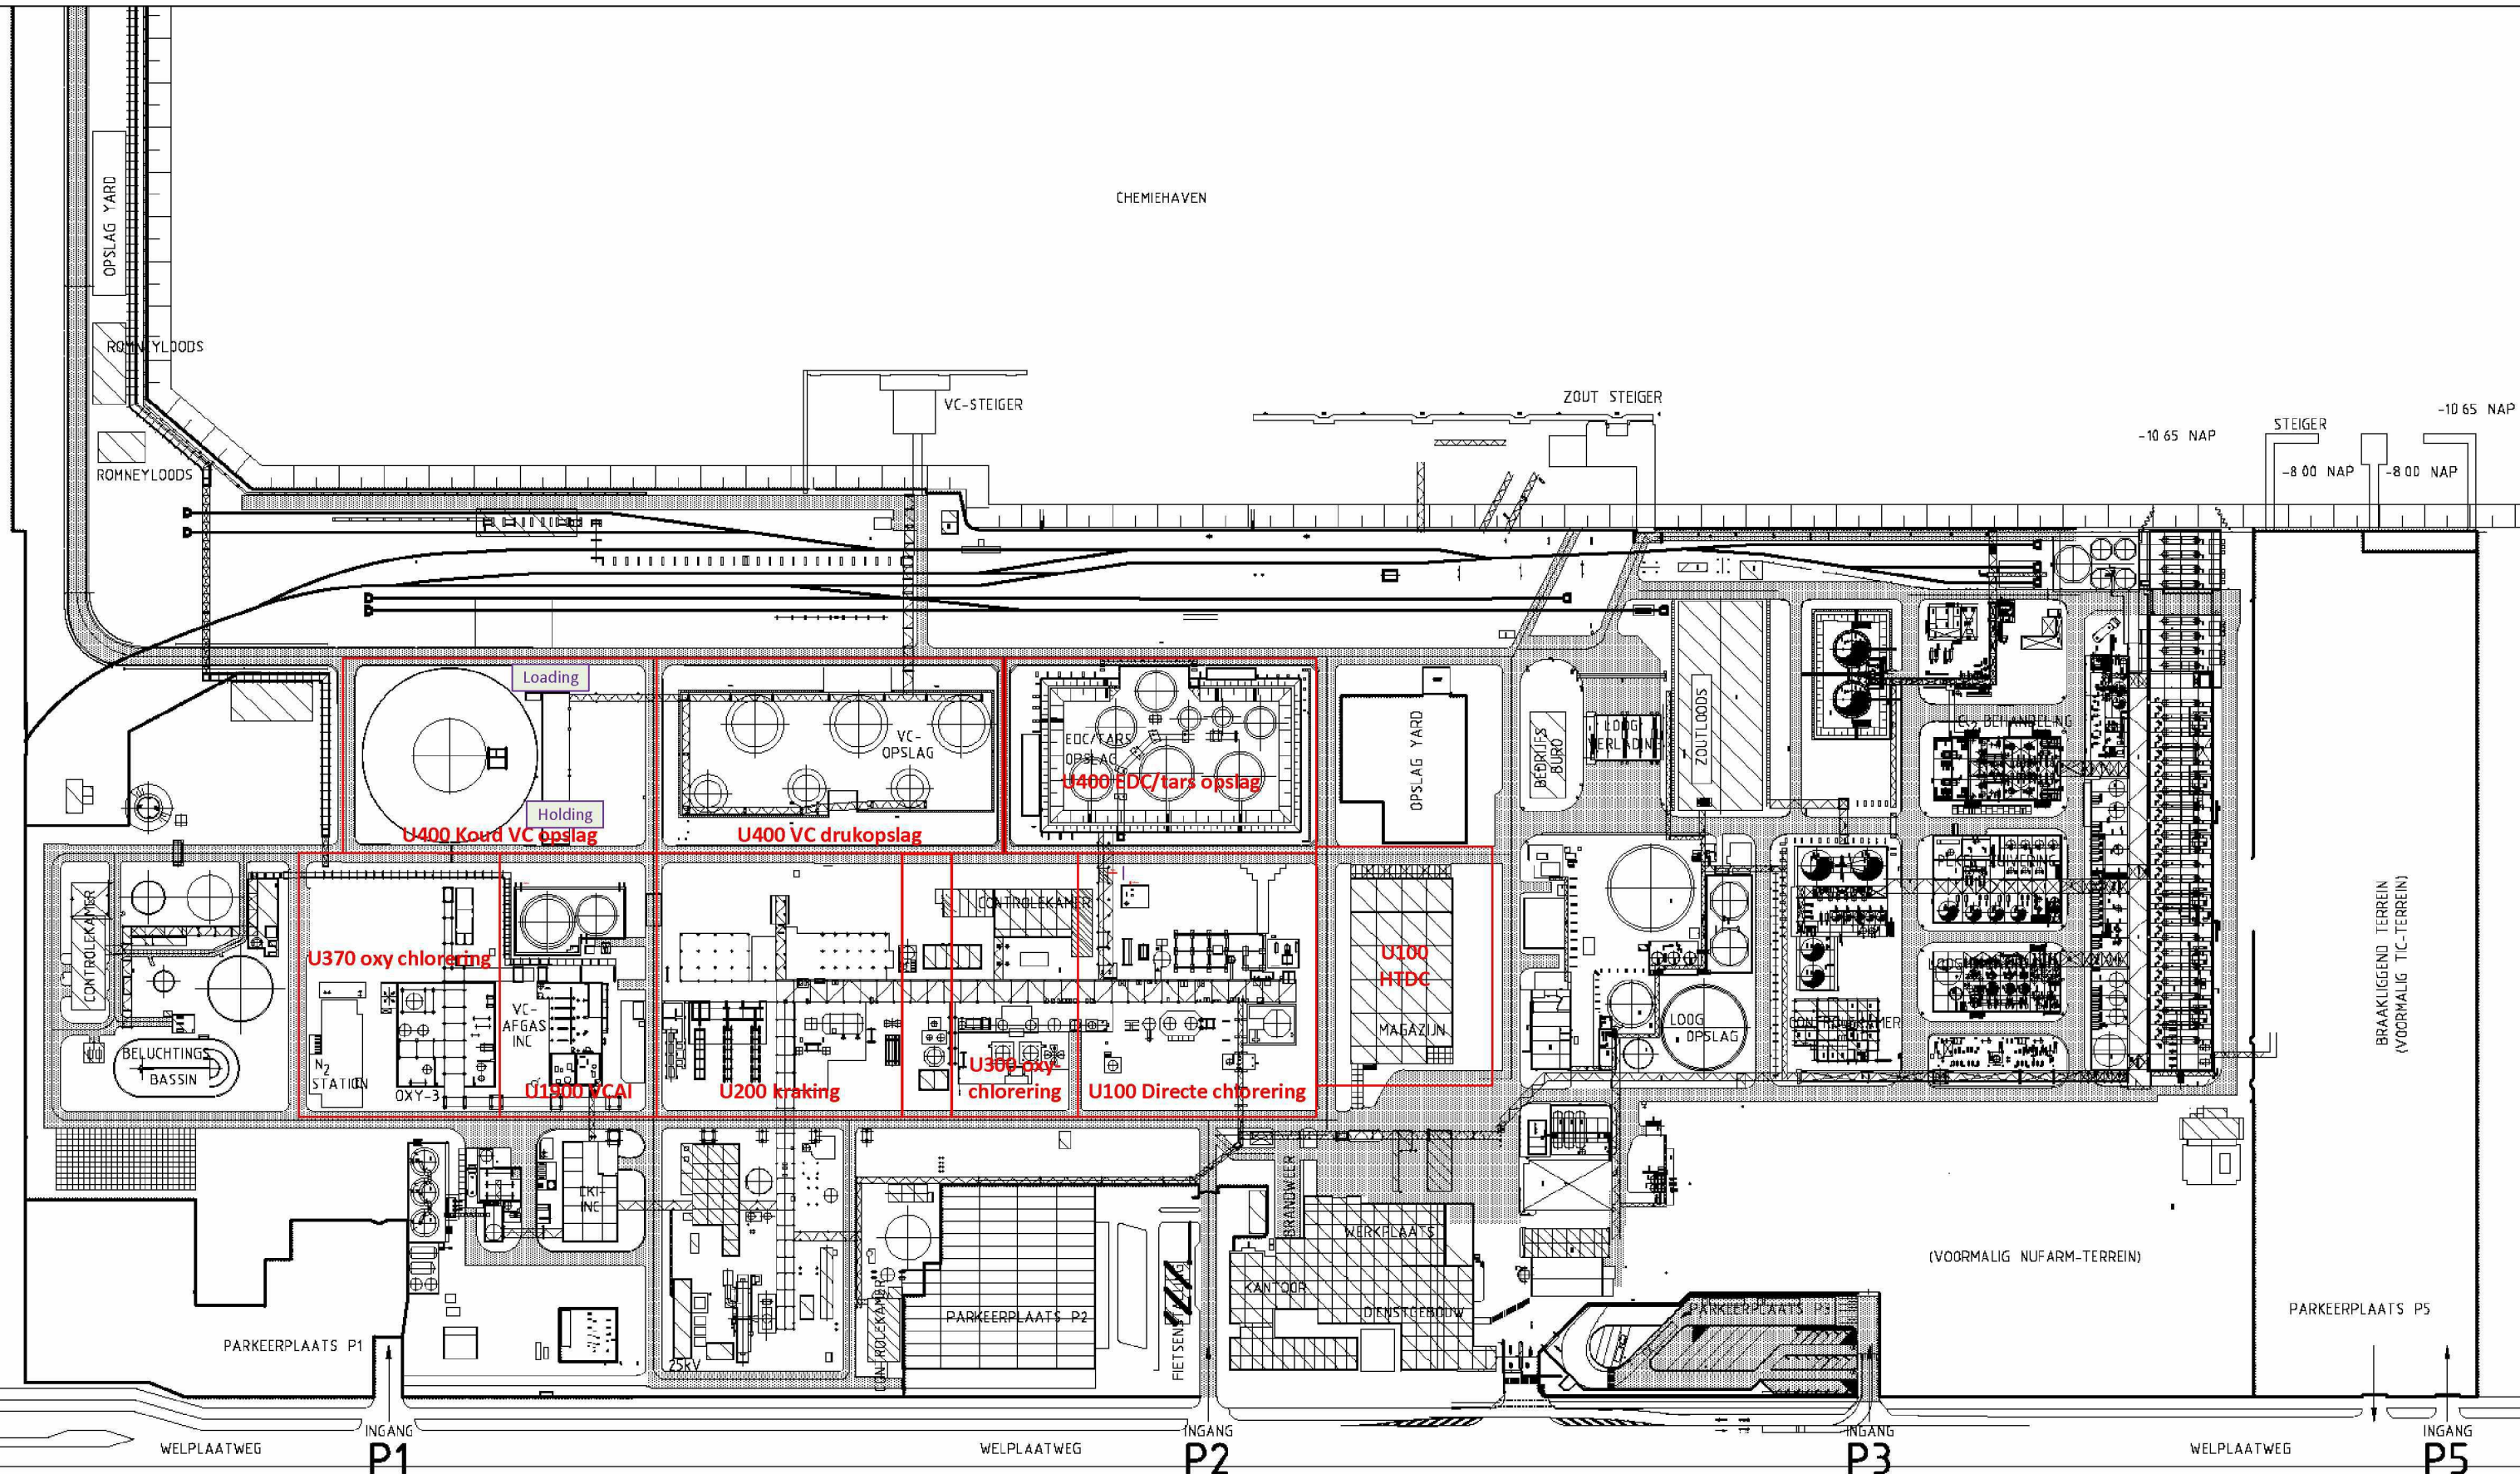 CHEMIEHAVEN
OPSLAG YARD
ROMNEYLOODS
ROMNEYLOODS
VC-STEIGER
ZOUT STEIGER
STEIGER
-10 65 NAP
-10 65 NAP
-8 00 NAP
-8 00 NAP
Loading
Holding
U400 Koud VC opslag
VC-
OPSLAG
U400 VC drukopslag
EDC/TARS
OPSLAG
U400 EDC/tars opslag
OPSLAG YARD
BEDRIJFS
BURO
LOOG
VERLADING
ZOUTLOODS
CL2 BEHANDELING
CONTROLEKAMER
BELUCHTINGS
BASSIN
U370 oxy chlorering
N2
STATION
OXY-3
VC-
AFGAS
INC
U1900 VCAI
U200 kraking
CONTROLEKAMER
U300 oxy-
chlorering
U100 Directe chlorering
U100
HTDC
MAGAZIJN
LOOG
OPSLAG
CONTROLEKAMER
PEKELZUIVERING
BRAAKLIGGEND TERREIN
(VOORMALIG TIC-TERREIN)
CKI-
INC
25kV
CONTROLEKAMER
PARKEERPLAATS P1
PARKEERPLAATS P2
FIETSENSTALLING
BRANDWEER
WERKPLAATS
KANTOOR
DIENSTGEBOUW
PARKEERPLAATS P3
(VOORMALIG NUFARM-TERREIN)
PARKEERPLAATS P5
WELPLAATWEG
INGANG
P1
WELPLAATWEG
INGANG
P2
INGANG
P3
WELPLAATWEG
INGANG
P5